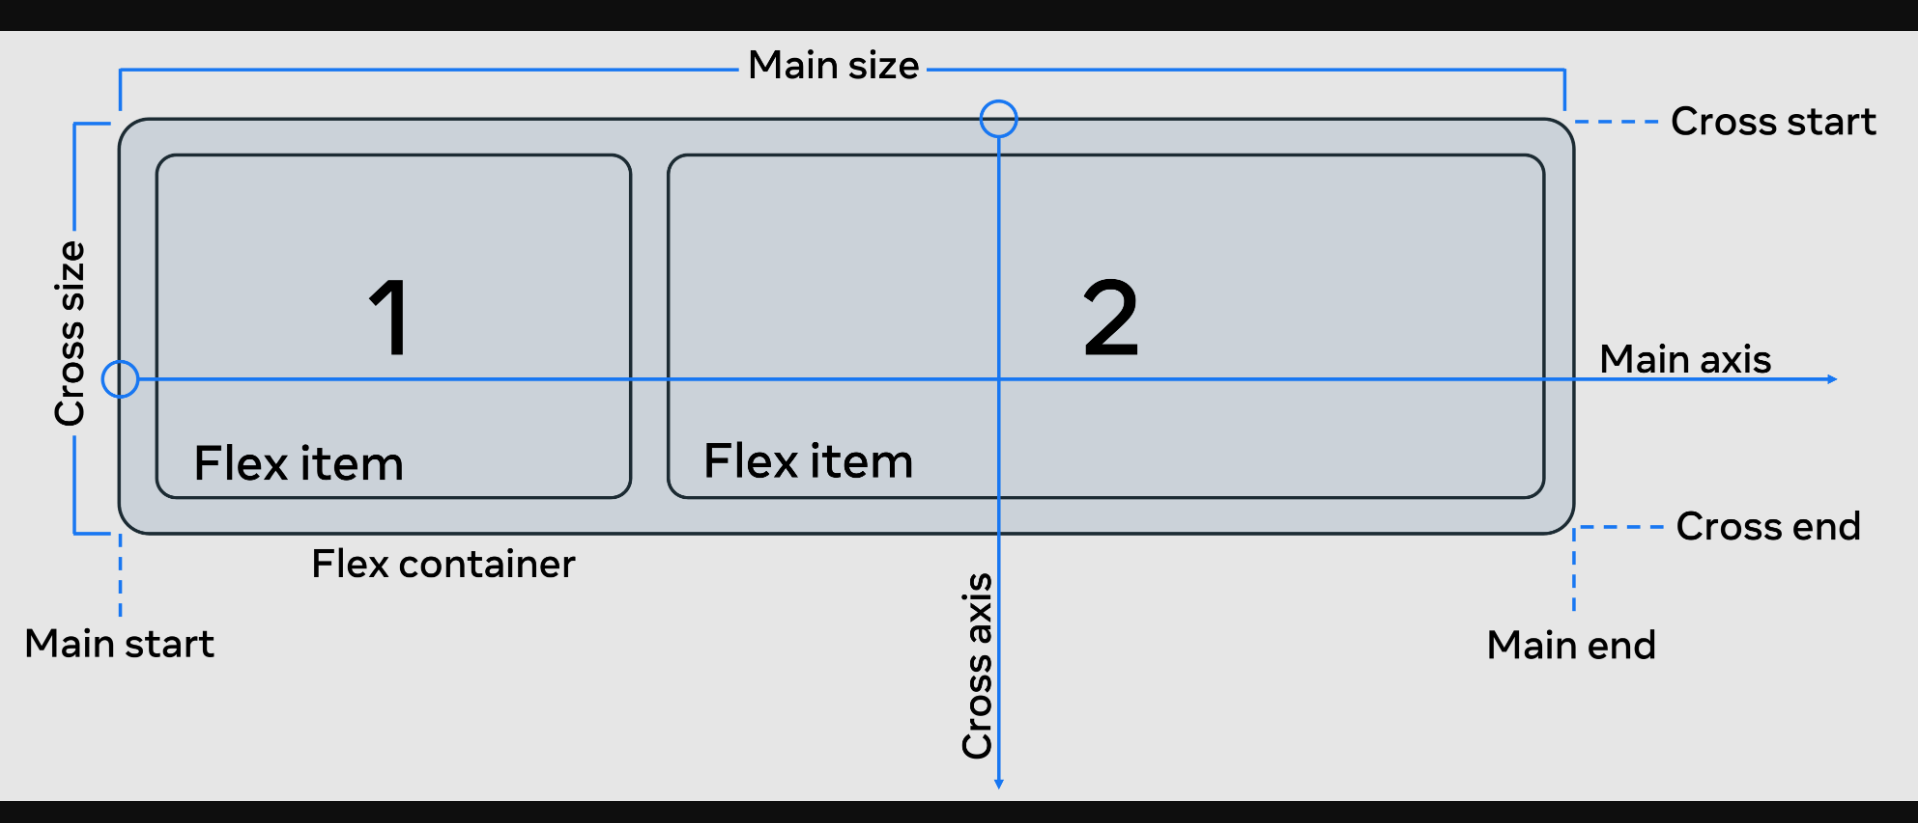 Main size
Cross start
Cross size
1
2
Main axis
Flex item
Flex item
Cross end
Flex container
Cross axis
Main start
Main end